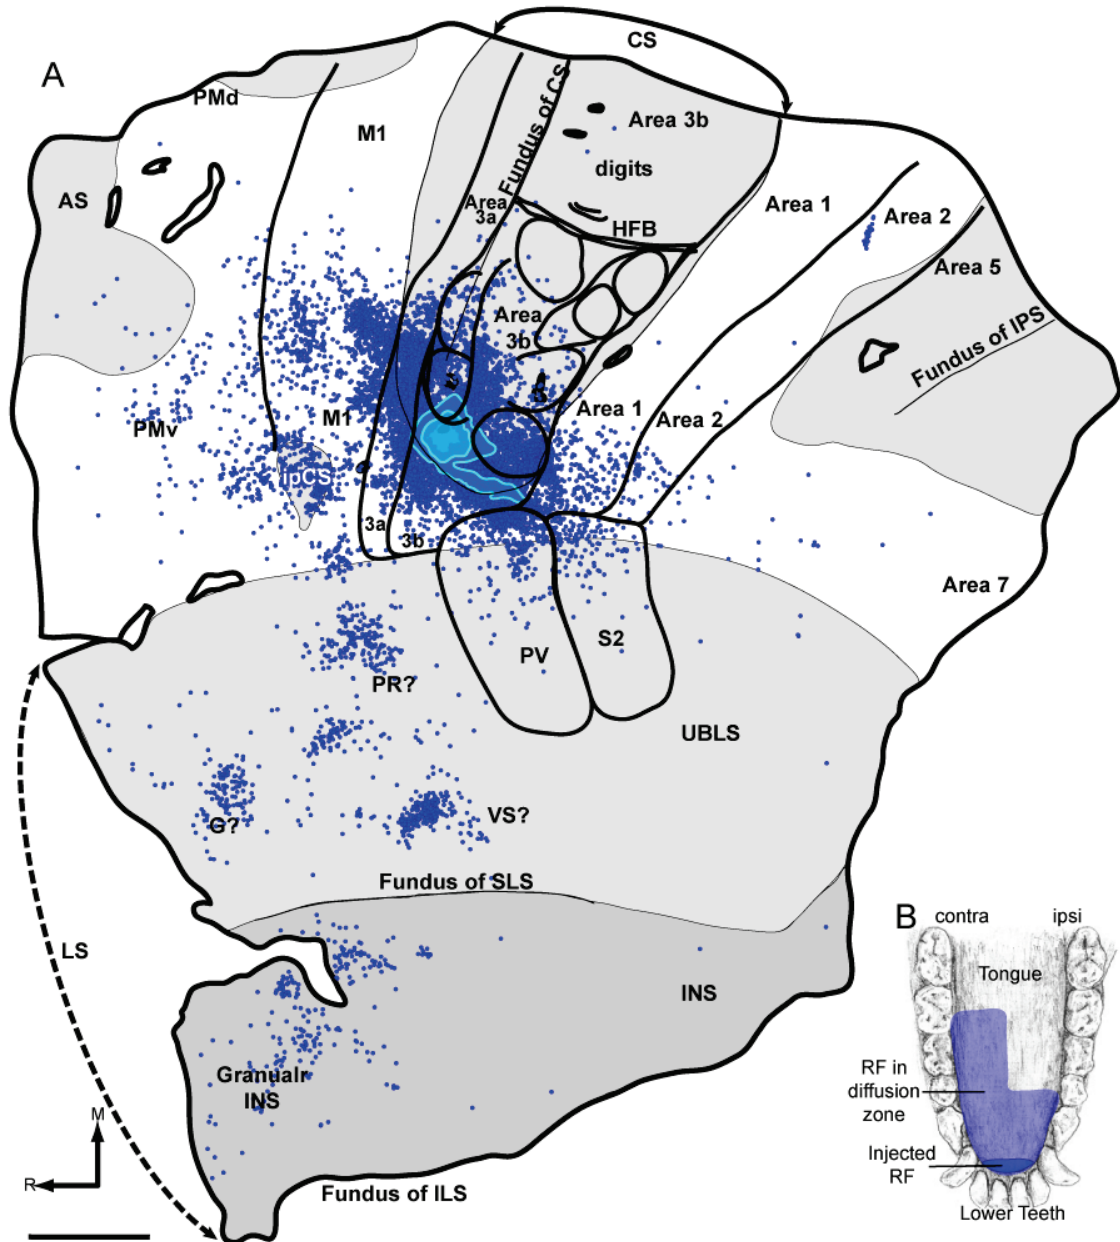 A
CS
PMd
M1
Fundus of CS
Area 3b
digits
AS
Area
3a
HFB
Area 1
Area 2
Area 5
Area
3b
Fundus of IPS
PMv
M1
Area 1
Area 2
ipCS
3a
3b
Area 7
PV
S2
PR?
UBLS
G?
VS?
Fundus of SLS
LS
INS
Granualr
INS
M
R
Fundus of ILS
B
contra
ipsi
Tongue
RF in
diffusion
zone
Injected
RF
Lower Teeth